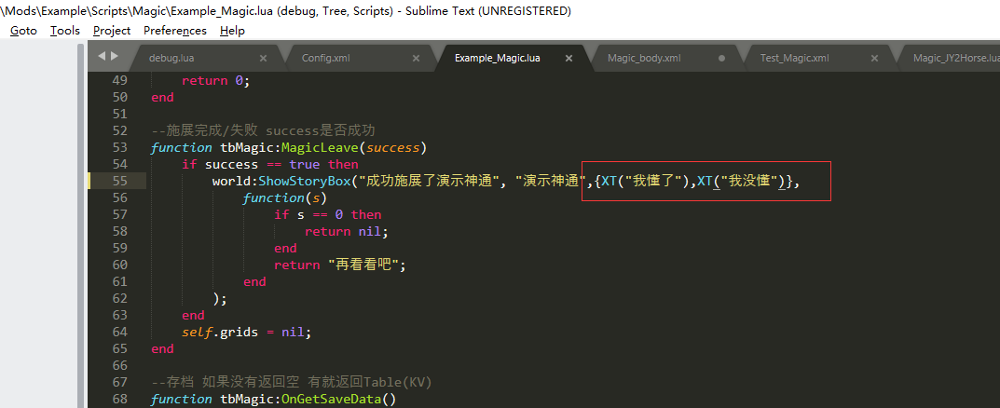 \Mods\Example\Scripts\Magic\Example_Magic.lua (debug, Tree, Scripts) - Sublime Text (UNREGISTERED)
Goto Tools Project Preferences Help
debug.lua × Config.xml × Example_Magic.lua × Magic_body.xml Test_Magic.xml × Magic_JY2Horse.lua
49 return 0;
50 end
51
52 --施展完成/失败 success是否成功
53 function tbMagic:MagicLeave(success)
54 if success == true then
55 world:ShowStoryBox("成功施展了演示神通", "演示神通",{XT("我懂了"),XT("我没懂")},
56 function(s)
57 if s == 0 then
58 return nil;
59 end
60 return "再看看吧";
61 end
62 );
63 end
64 self.grids = nil;
65 end
66
67 --存档 如果没有返回空 有就返回Table(KV)
68 function tbMagic:OnGetSaveData()